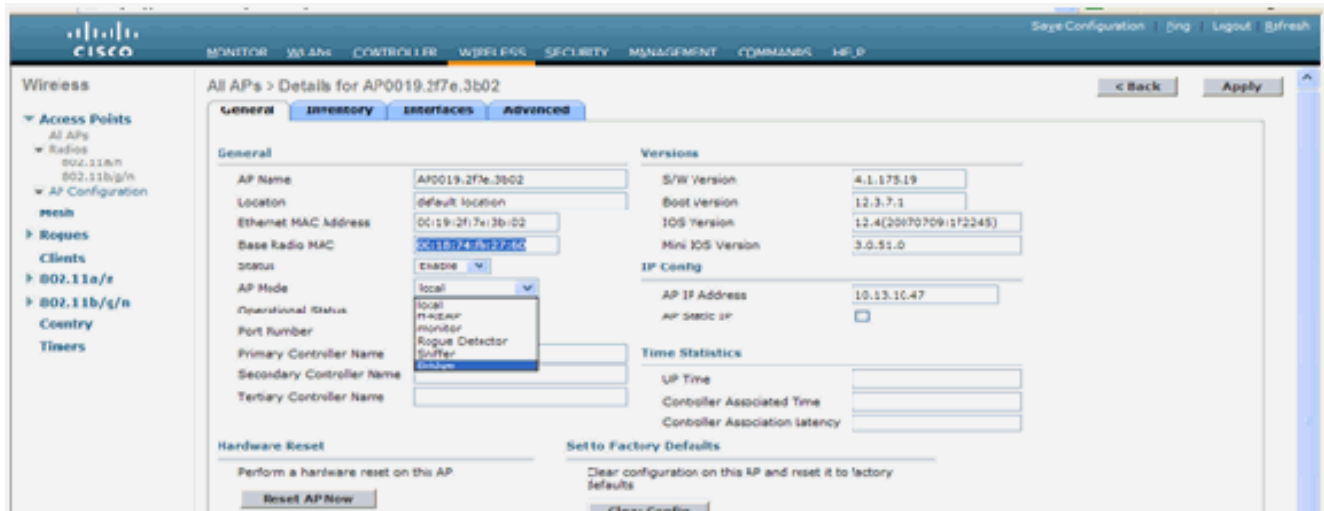 Save Configuration | Ping | Logout | Refresh
CISCO
MONITOR WLANs CONTROLLER WIRELESS SECURITY MANAGEMENT COMMANDS HELP
Wireless
All APs > Details for AP0019.2f7e.3b02
< Back
Apply
General Inventory Interfaces Advanced
Access Points
All APs
Radios
802.11a/n
802.11b/g/n
AP Configuration
Mesh
Rogues
Clients
802.11a/n
802.11b/g/n
Country
Timers
General
AP Name AP0019.2f7e.3b02
Location default location
Ethernet MAC Address 00:19:2f:7e:3b:02
Base Radio MAC
Status Enable
AP Mode local
local
H-REAP
monitor
Rogue Detector
Sniffer
Bridge
Operational Status
Port Number
Primary Controller Name
Secondary Controller Name
Tertiary Controller Name
Versions
S/W Version 4.1.175.19
Boot Version 12.3.7.1
IOS Version
Mini IOS Version 3.0.51.0
IP Config
AP IP Address 10.13.10.47
AP Static IP
Time Statistics
UP Time
Controller Associated Time
Controller Association Latency
Hardware Reset
Perform a hardware reset on this AP
Reset AP Now
Set to Factory Defaults
Clear configuration on this AP and reset it to factory
defaults
Clear Config